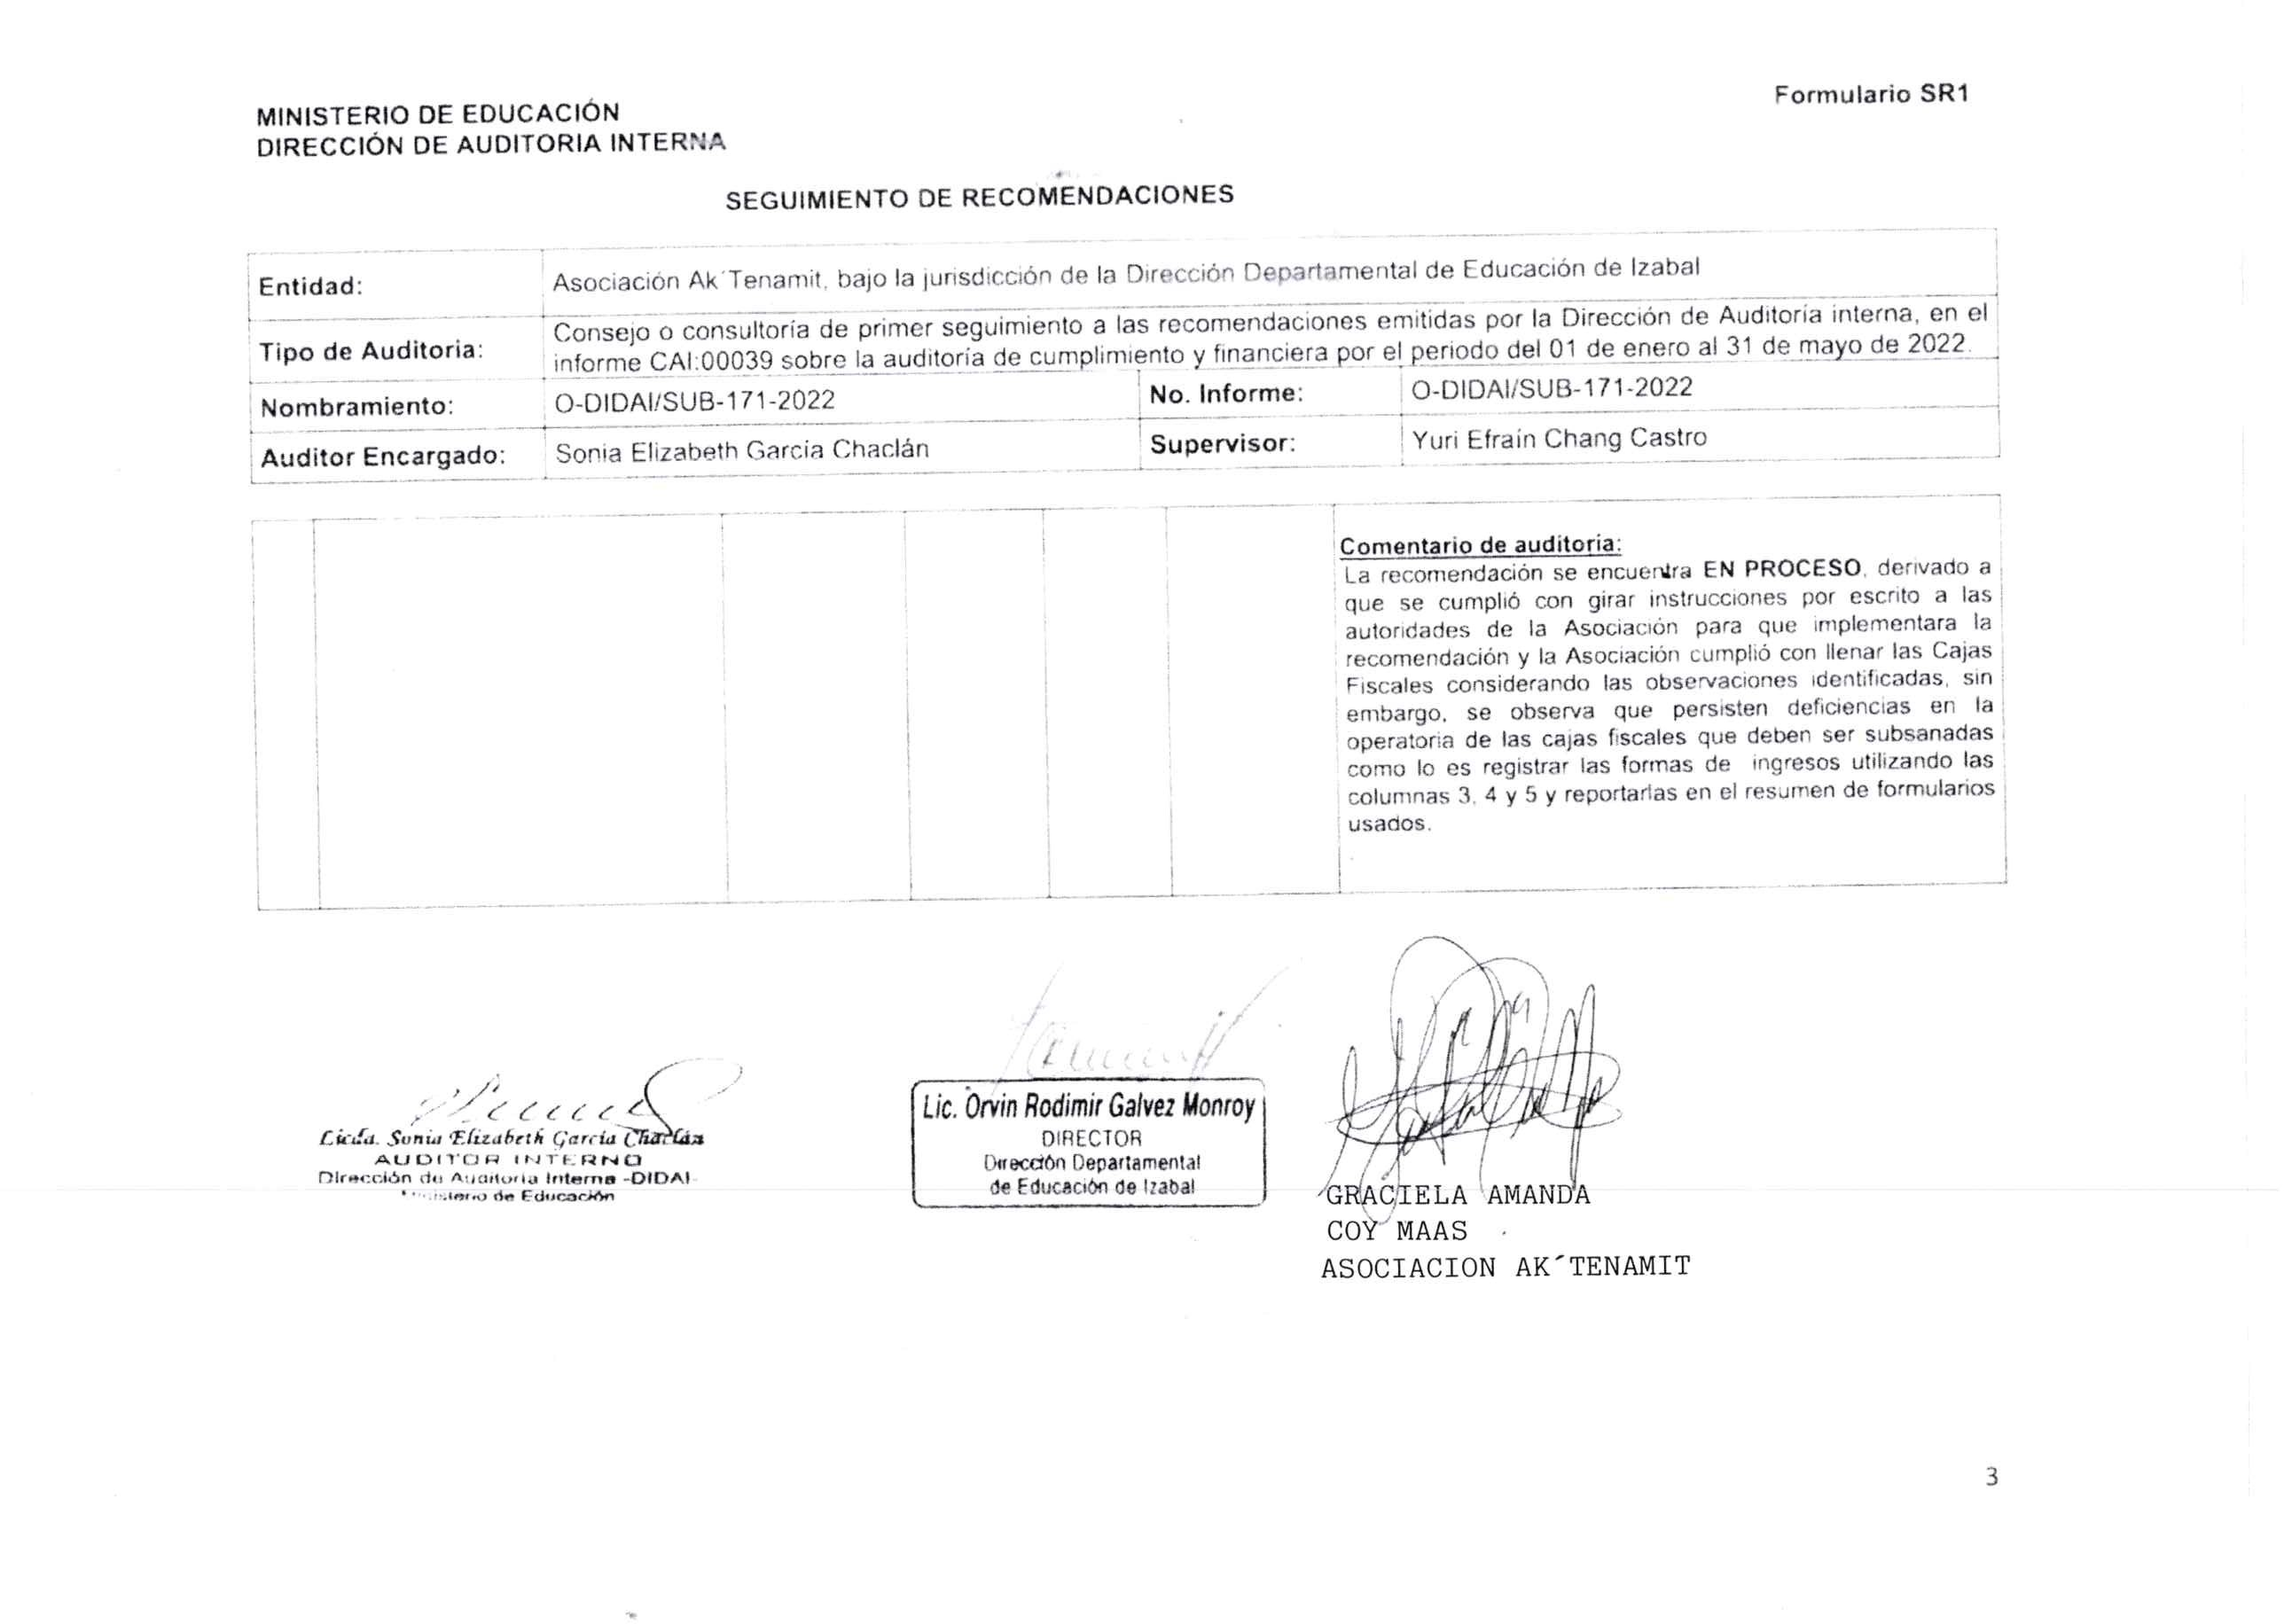 Formulario SR1
MINISTERIO DE EDUCACIÓN
DIRECCIÓN DE AUDITORIA INTERNA
SEGUIMIENTO DE RECOMENDACIONES
Entidad: Asociación Ak´Tenamit, bajo la jurisdicción de la Dirección Departamental de Educación de Izabal
Tipo de Auditoria: Consejo o consultoría de primer seguimiento a las recomendaciones emitidas por la Dirección de Auditoría interna, en el
informe CAI:00039 sobre la auditoría de cumplimiento y financiera por el periodo del 01 de enero al 31 de mayo de 2022.
Nombramiento: O-DIDAI/SUB-171-2022 No. Informe: O-DIDAI/SUB-171-2022
Auditor Encargado: Sonia Elizabeth García Chaclán Supervisor: Yuri Efraín Chang Castro
Comentario de auditoria:
La recomendación se encuentra EN PROCESO, derivado a
que se cumplió con girar instrucciones por escrito a las
autoridades de la Asociación para que implementara la
recomendación y la Asociación cumplió con llenar las Cajas
Fiscales considerando las observaciones identificadas, sin
embargo, se observa que persisten deficiencias en la
operatoria de las cajas fiscales que deben ser subsanadas
como lo es registrar las formas de ingresos utilizando las
columnas 3, 4 y 5 y reportarlas en el resumen de formularios
usados.
Licda. Sonia Elizabeth García Chaclán
AUDITOR INTERNO
Dirección de Auditoria Interna -DIDAI-
Ministerio de Educación
Lic. Orvin Rodimir Galvez Monroy
DIRECTOR
Dirección Departamental
de Educación de Izabal
GRACIELA AMANDA
COY MAAS
ASOCIACION AK´TENAMIT
3